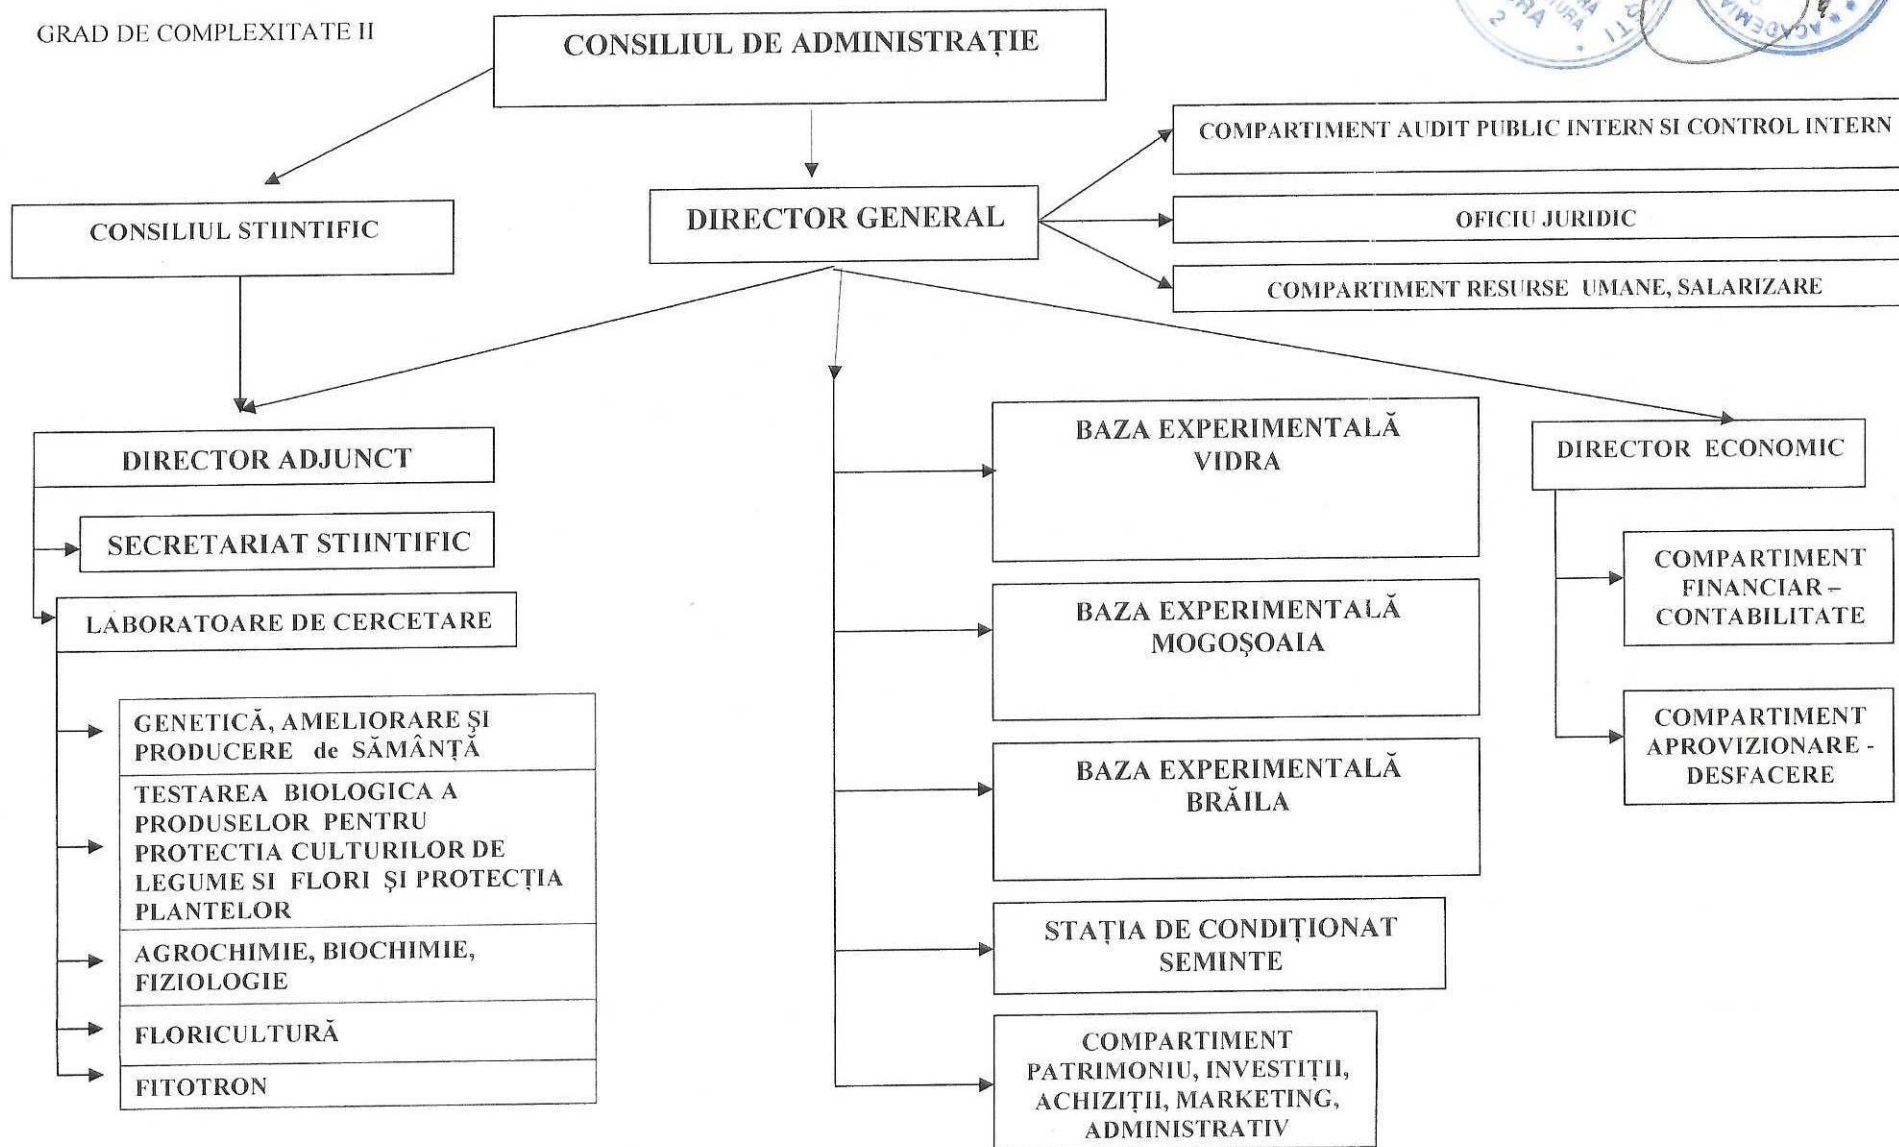 GRAD DE COMPLEXITATE II
CONSILIUL DE ADMINISTRAȚIE
COMPARTIMENT AUDIT PUBLIC INTERN SI CONTROL INTERN
CONSILIUL STIINTIFIC
DIRECTOR GENERAL
OFICIU JURIDIC
COMPARTIMENT RESURSE UMANE, SALARIZARE
DIRECTOR ADJUNCT
SECRETARIAT STIINTIFIC
LABORATOARE DE CERCETARE
GENETICĂ, AMELIORARE ŞI
PRODUCERE de SĂMÂNȚĂ
TESTAREA BIOLOGICA A
PRODUSELOR PENTRU
PROTECTIA CULTURILOR DE
LEGUME SI FLORI ŞI PROTECȚIA
PLANTELOR
AGROCHIMIE, BIOCHIMIE,
FIZIOLOGIE
FLORICULTURĂ
FITOTRON
BAZA EXPERIMENTALĂ
VIDRA
BAZA EXPERIMENTALĂ
MOGOŞOAIA
BAZA EXPERIMENTALĂ
BRĂILA
STAȚIA DE CONDIȚIONAT
SEMINTE
COMPARTIMENT
PATRIMONIU, INVESTIȚII,
ACHIZIȚII, MARKETING,
ADMINISTRATIV
DIRECTOR ECONOMIC
COMPARTIMENT
FINANCIAR –
CONTABILITATE
COMPARTIMENT
APROVIZIONARE -
DESFACERE